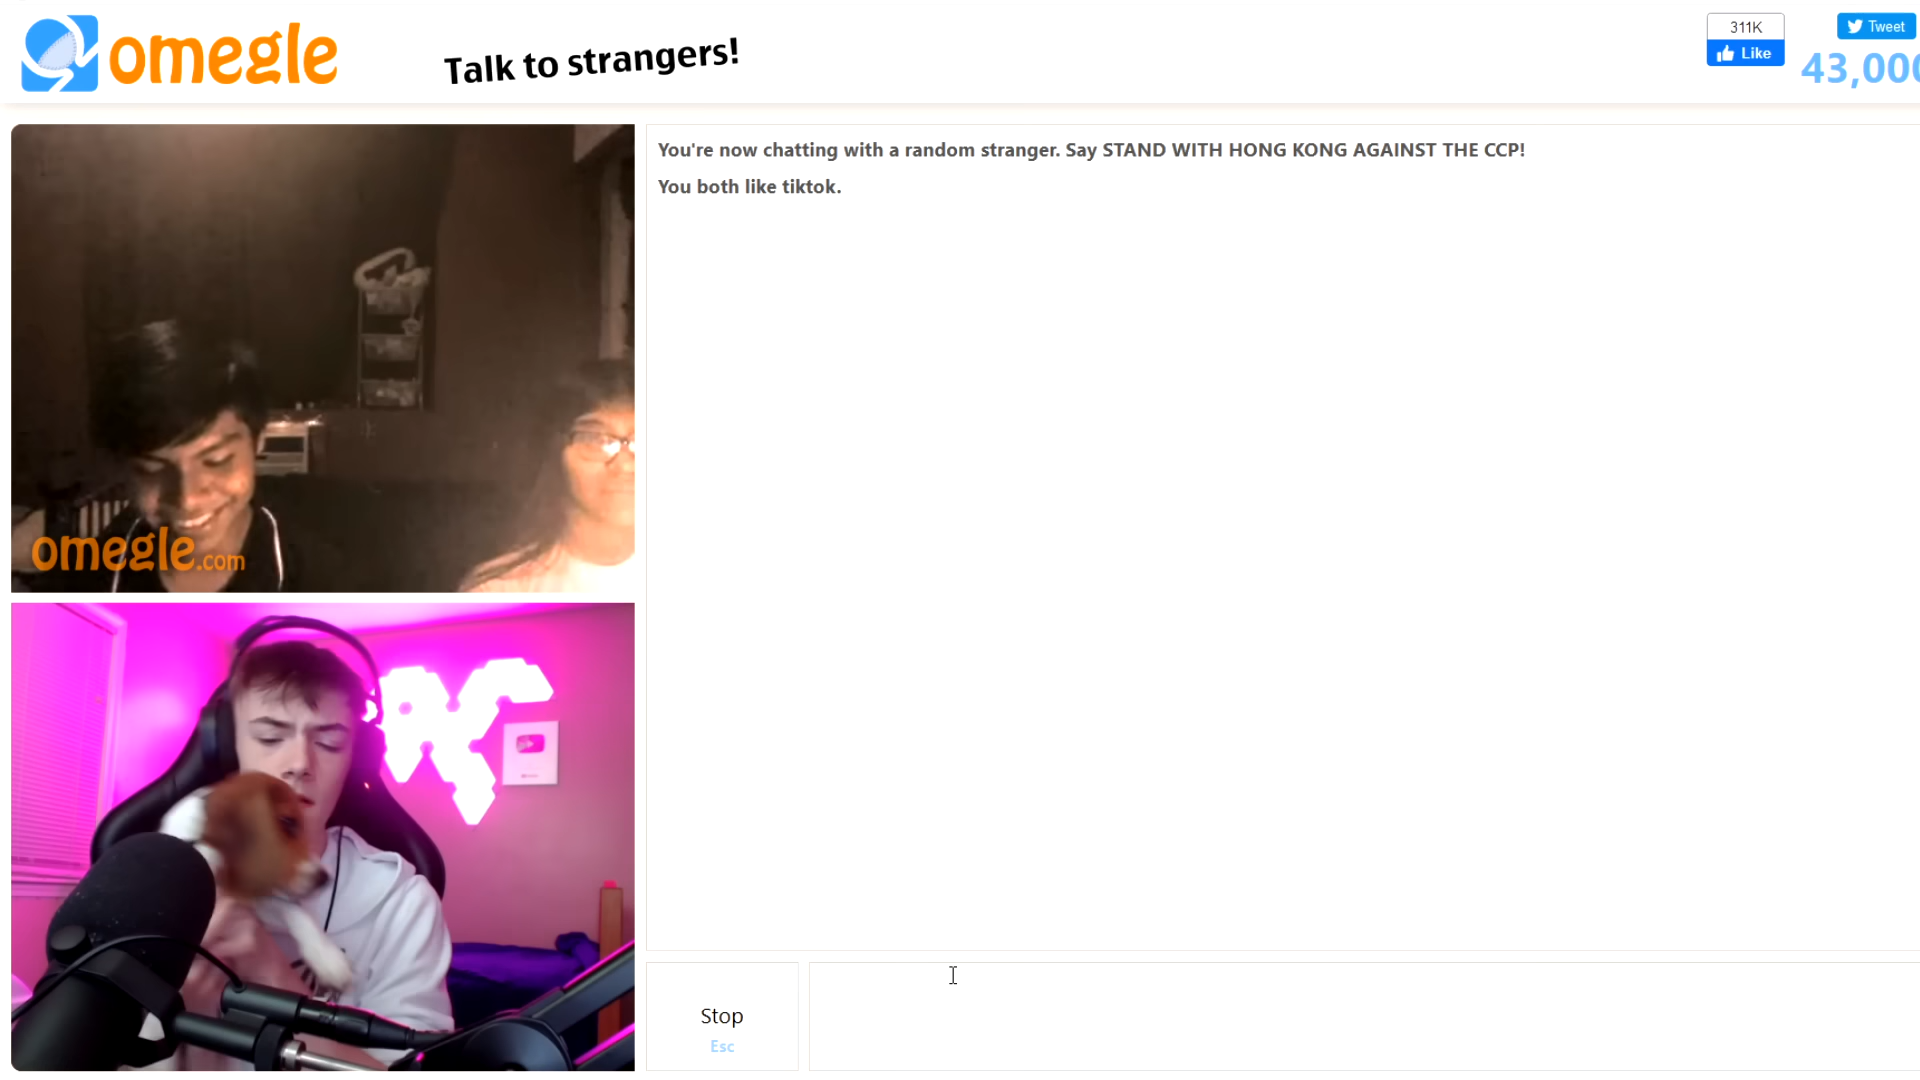 omegle
Talk to strangers!
311K
Like
Tweet
43,000
You're now chatting with a random stranger. Say STAND WITH HONG KONG AGAINST THE CCP!
You both like tiktok.
omegle.com
Stop
Esc